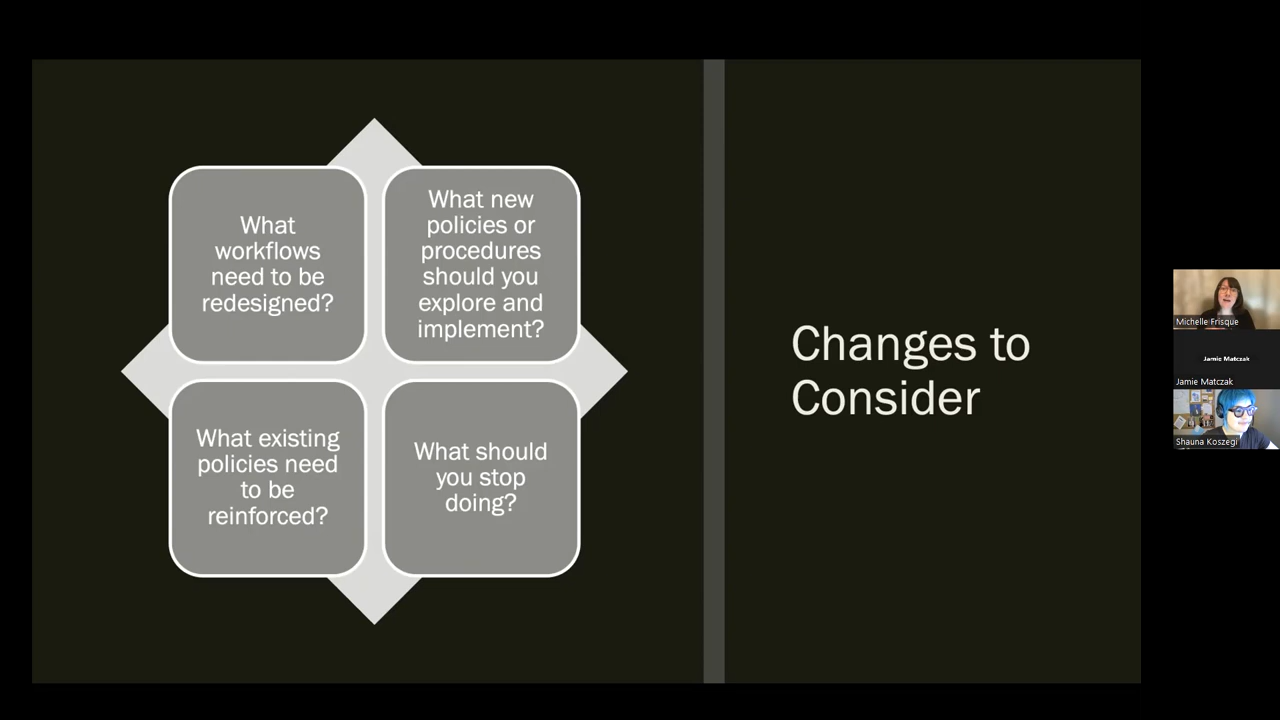 What
workflows
need to be
redesigned?
What new
policies or
procedures
should you
explore and
implement?
What existing
policies need
to be
reinforced?
What should
you stop
doing?
Changes to
Consider
Michelle Frisque
Jamie Matczak
Jamie Matczak
Shauna Koszegi